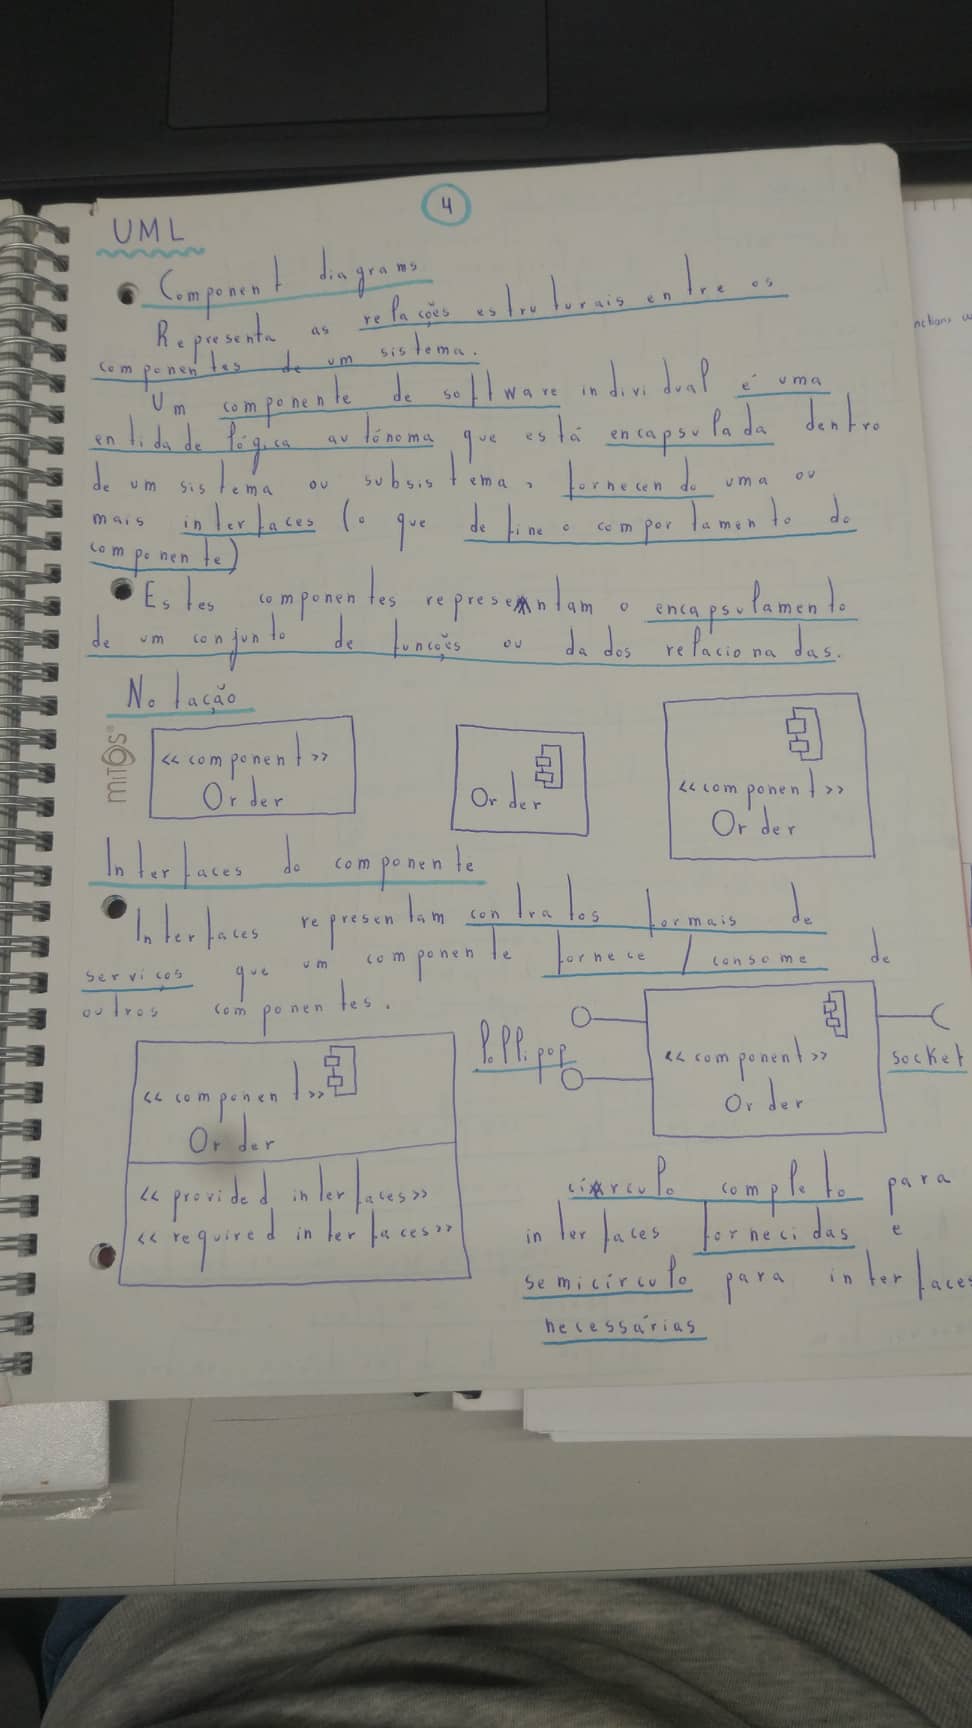 4
UML
Component diagrams
Representa as relações estruturais entre os
componentes de um sistema.
Um componente de software individual é uma
entidade lógica autónoma que está encapsulada dentro
de um sistema ou subsistema, fornecendo uma ou
mais interfaces (o que define o comportamento do
componente)
Estes componentes representam o encapsulamento
de um conjunto de funções ou dados relacionadas.
Notação
MiTOS®
<< component >>
Order
Order
<< component >>
Order
Interfaces do componente
Interfaces representam contratos formais de
serviços que um componente fornece / consome de
outros componentes.
<< component >>
Order
<< provided interfaces >>
<< required interfaces >>
lollipop
<< component >>
Order
socket
círculo completo para
interfaces fornecidas e
semicírculo para interfaces
necessárias